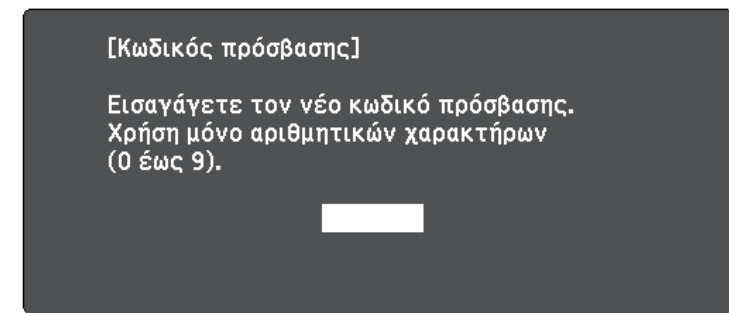 [Κωδικός πρόσβασης]
Εισαγάγετε τον νέο κωδικό πρόσβασης.
Χρήση μόνο αριθμητικών χαρακτήρων
(0 έως 9).